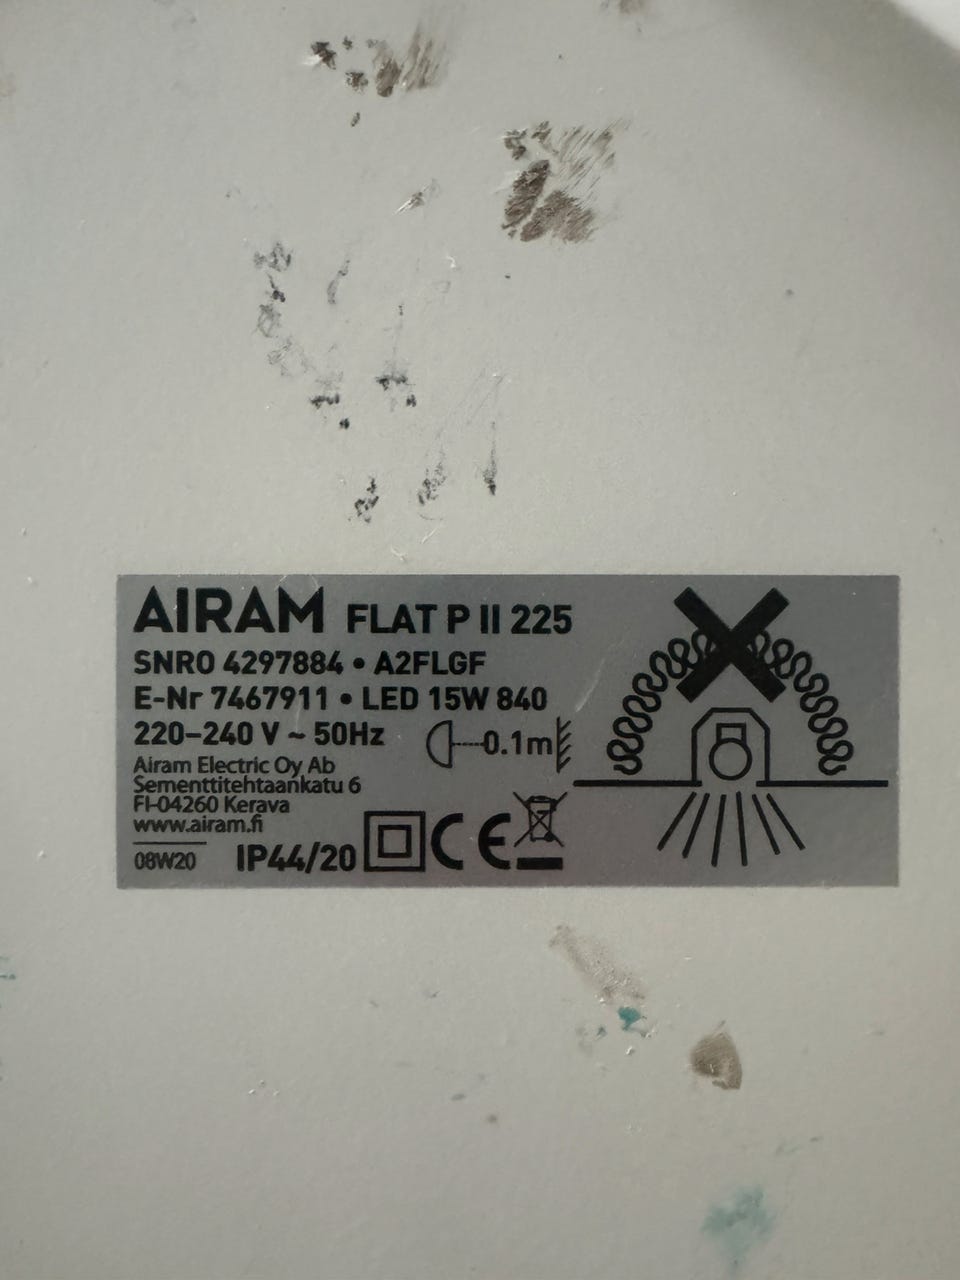 AIRAM FLAT P II 225
SNRO 4297884 • A2FLGF
E-Nr 7467911 • LED 15W 840
220–240 V ~ 50Hz
0.1m
Airam Electric Oy Ab
Sementtitehtaankatu 6
FI-04260 Kerava
www.airam.fi
08W20 IP44/20 CE